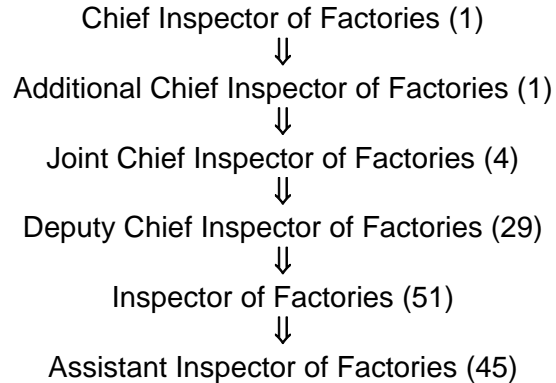 Chief Inspector of Factories (1)
⇓
Additional Chief Inspector of Factories (1)
⇓
Joint Chief Inspector of Factories (4)
⇓
Deputy Chief Inspector of Factories (29)
⇓
Inspector of Factories (51)
⇓
Assistant Inspector of Factories (45)